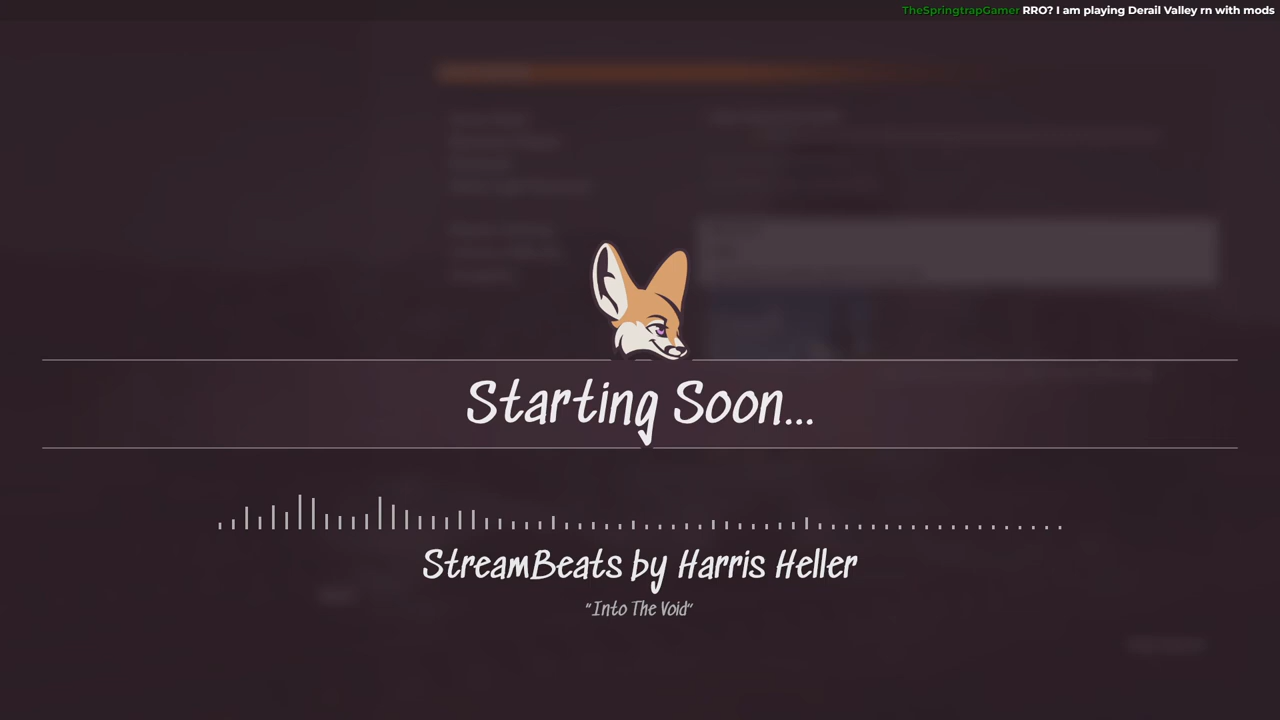 TheSpringtrapGamer RRO? I am playing Derail Valley rn with mods
Starting Soon...
StreamBeats by Harris Heller
"Into The Void"